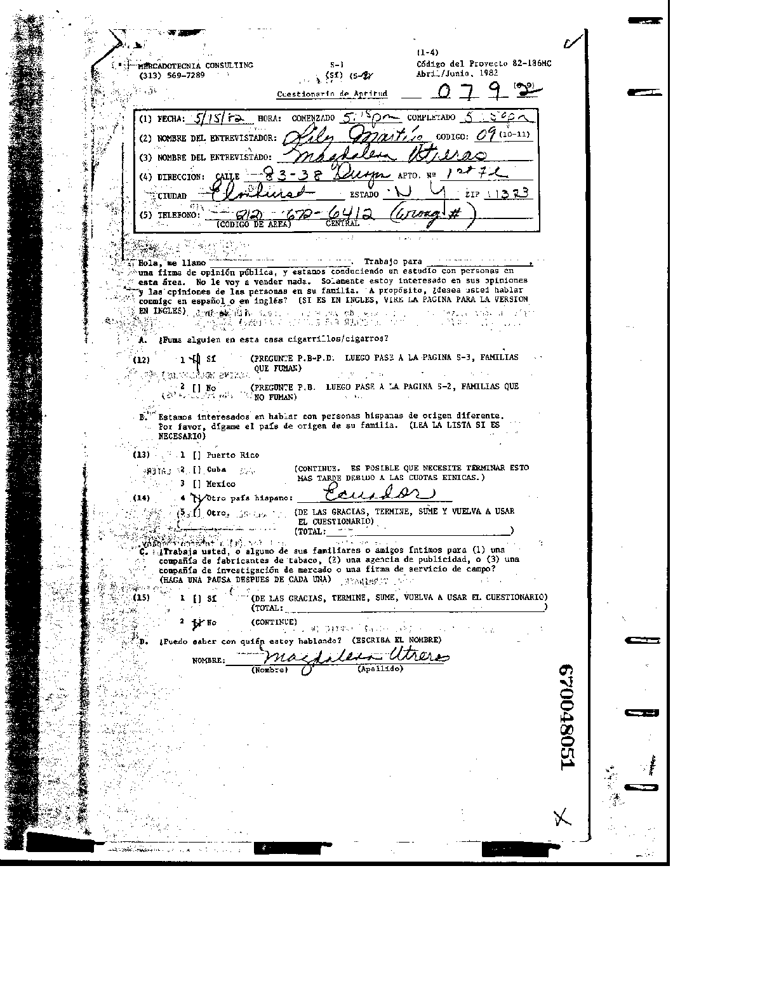 (1-4)
MERCADOTECNIA CONSULTING S-1 Código del Proyecto 82-186MC
(313) 569-7289 (Sf) (S-2) Abril/Junio, 1982
Cuestionario de Aptitud 0 7 9 2
(1) FECHA: 5/15/82 HORA: COMENZADO 5:15pm COMPLETADO 5
(2) NOMBRE DEL ENTREVISTADOR: CODIGO: 09 (10-11)
(3) NOMBRE DEL ENTREVISTADO: Magdalena Utreras
(4) DIRECCION: CALLE 83-38 APTO. Nº 1st Fl
CIUDAD Elmhurst ESTADO N Y ZIP 11373
(5) TELEFONO: 212 672-6412 (Wrong #)
(CODIGO DE AREA) CENTRAL
Hola, me llamo . Trabajo para ,
una firma de opinión pública, y estamos conduciendo un estudio con personas en
esta área. No le voy a vender nada. Solamente estoy interesado en sus opiniones
y las opiniones de las personas en su familia. A propósito, ¿desea usted hablar
conmigo en español o en inglés? (SI ES EN INGLES, VIRE LA PAGINA PARA LA VERSION
EN INGLES)
A. ¿Fuma alguien en esta casa cigarrillos/cigarros?
(12) 1 [] Sí (PREGUNTE P.B-P.D. LUEGO PASE A LA PAGINA S-3, FAMILIAS
QUE FUMAN)
2 [] No (PREGUNTE P.B. LUEGO PASE A LA PAGINA S-2, FAMILIAS QUE
NO FUMAN)
B. Estamos interesados en hablar con personas hispanas de origen diferente.
Por favor, dígame el país de origen de su familia. (LEA LA LISTA SI ES
NECESARIO)
(13) 1 [] Puerto Rico
2 [] Cuba (CONTINUE. ES POSIBLE QUE NECESITE TERMINAR ESTO
MAS TARDE DEBIDO A LAS CUOTAS ETNICAS.)
3 [] Mexico
(14) 4 [] Otro país hispano: Ecuador
5 [] Otro, (DE LAS GRACIAS, TERMINE, SUME Y VUELVA A USAR
EL CUESTIONARIO)
(TOTAL: )
C. ¿Trabaja usted, o alguno de sus familiares o amigos íntimos para (1) una
compañía de fabricantes de tabaco, (2) una agencia de publicidad, o (3) una
compañía de investigación de mercado o una firma de servicio de campo?
(HAGA UNA PAUSA DESPUES DE CADA UNA)
(15) 1 [] Sí (DE LAS GRACIAS, TERMINE, SUME, VUELVA A USAR EL CUESTIONARIO)
(TOTAL: )
2 [] No (CONTINUE)
D. ¿Puedo saber con quién estoy hablando? (ESCRIBA EL NOMBRE)
NOMBRE: Magdalena Utreras
(Nombre) (Apellido)
670048051